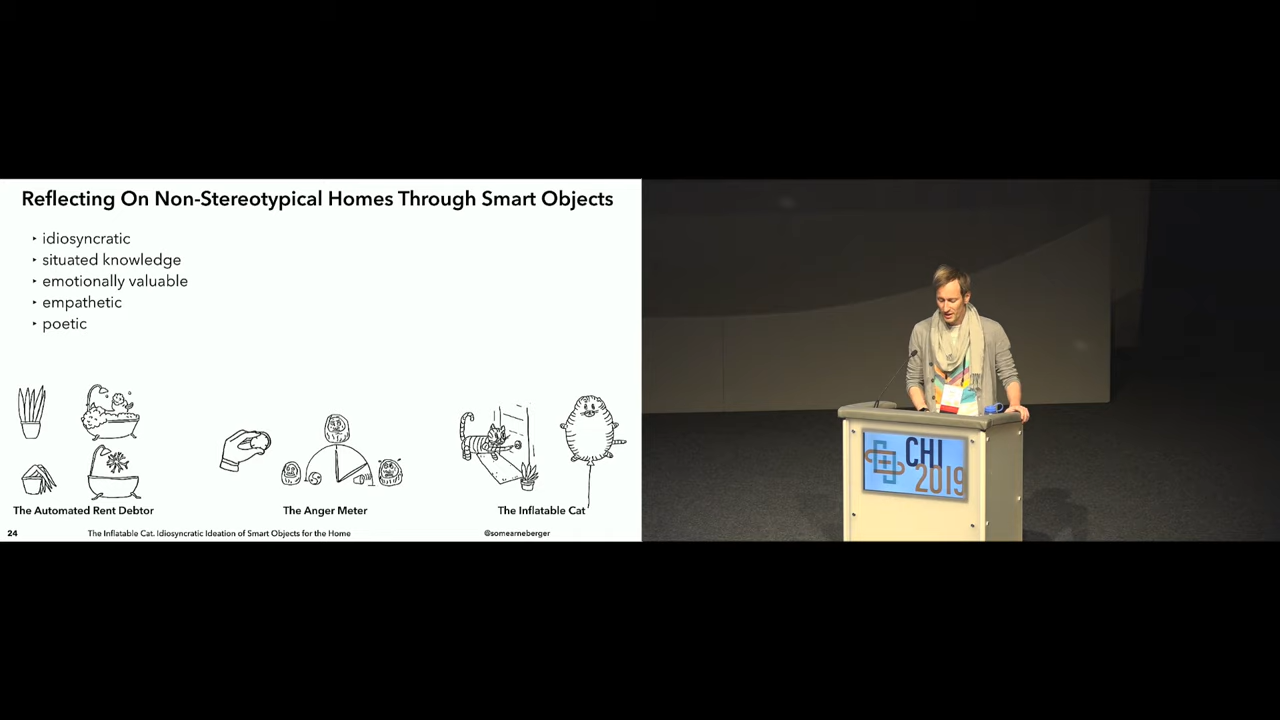 Reflecting On Non-Stereotypical Homes Through Smart Objects
‣ idiosyncratic
‣ situated knowledge
‣ emotionally valuable
‣ empathetic
‣ poetic
The Automated Rent Debtor
The Anger Meter
The Inflatable Cat
24
The Inflatable Cat. Idiosyncratic Ideation of Smart Objects for the Home
@somearneberger
CHI
2019